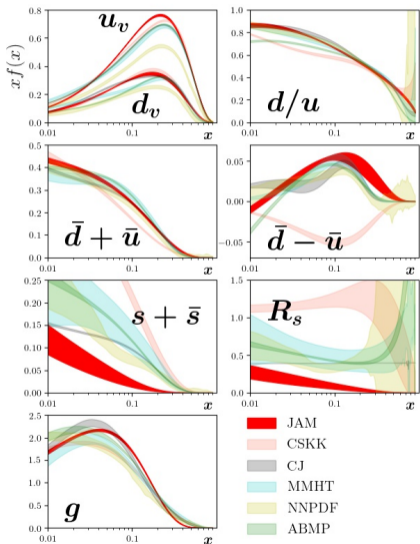 xf(x)
0.8
0.6
0.4
0.2
0.0
u_v
d_v
0.01
0.1
x
1.0
0.8
0.6
0.4
0.2
0.0
d/u
0.01
0.1
x
0.5
0.4
0.3
0.2
0.1
0.0
d̄ + ū
0.01
0.1
x
0.05
0.00
−0.05
d̄ − ū
0.01
0.1
x
0.25
0.20
0.15
0.10
0.05
0.00
s + s̄
0.01
0.1
x
1.5
1.0
0.5
0.0
R_s
0.01
0.1
x
2.5
2.0
1.5
1.0
0.5
0.0
g
0.01
0.1
x
JAM
CSKK
CJ
MMHT
NNPDF
ABMP